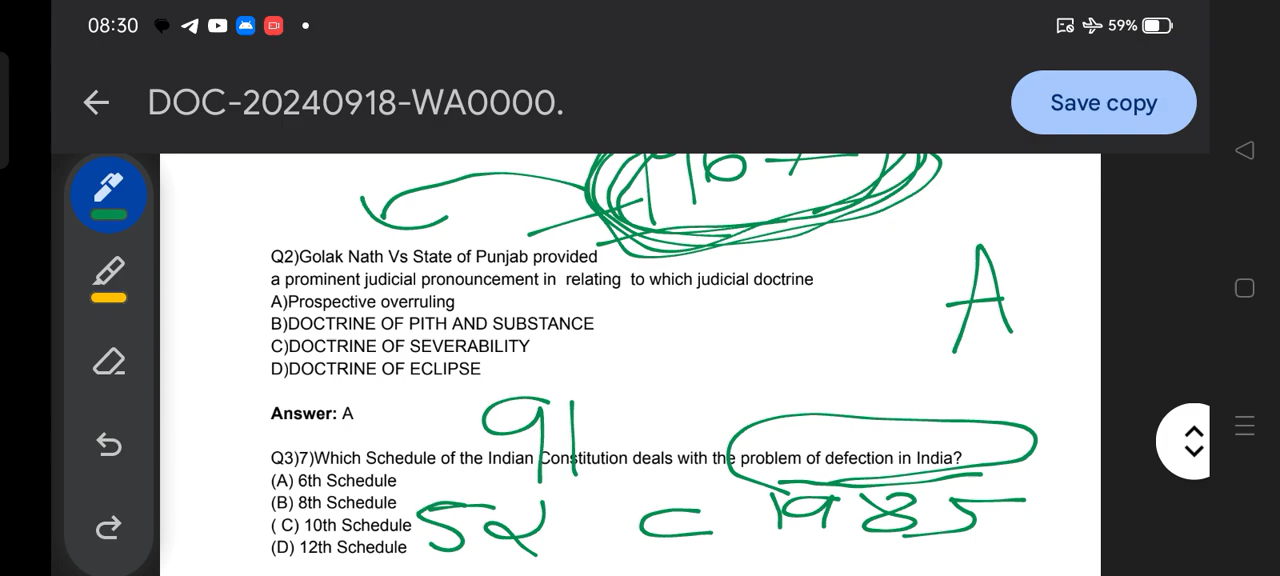 08:30
59%
DOC-20240918-WA0000.
Save copy
1967
Q2)Golak Nath Vs State of Punjab provided
a prominent judicial pronouncement in relating to which judicial doctrine
A)Prospective overruling
B)DOCTRINE OF PITH AND SUBSTANCE
C)DOCTRINE OF SEVERABILITY
D)DOCTRINE OF ECLIPSE
A
Answer: A
91
Q3)7)Which Schedule of the Indian Constitution deals with the problem of defection in India?
(A) 6th Schedule
(B) 8th Schedule
( C) 10th Schedule
(D) 12th Schedule
52 C 1985